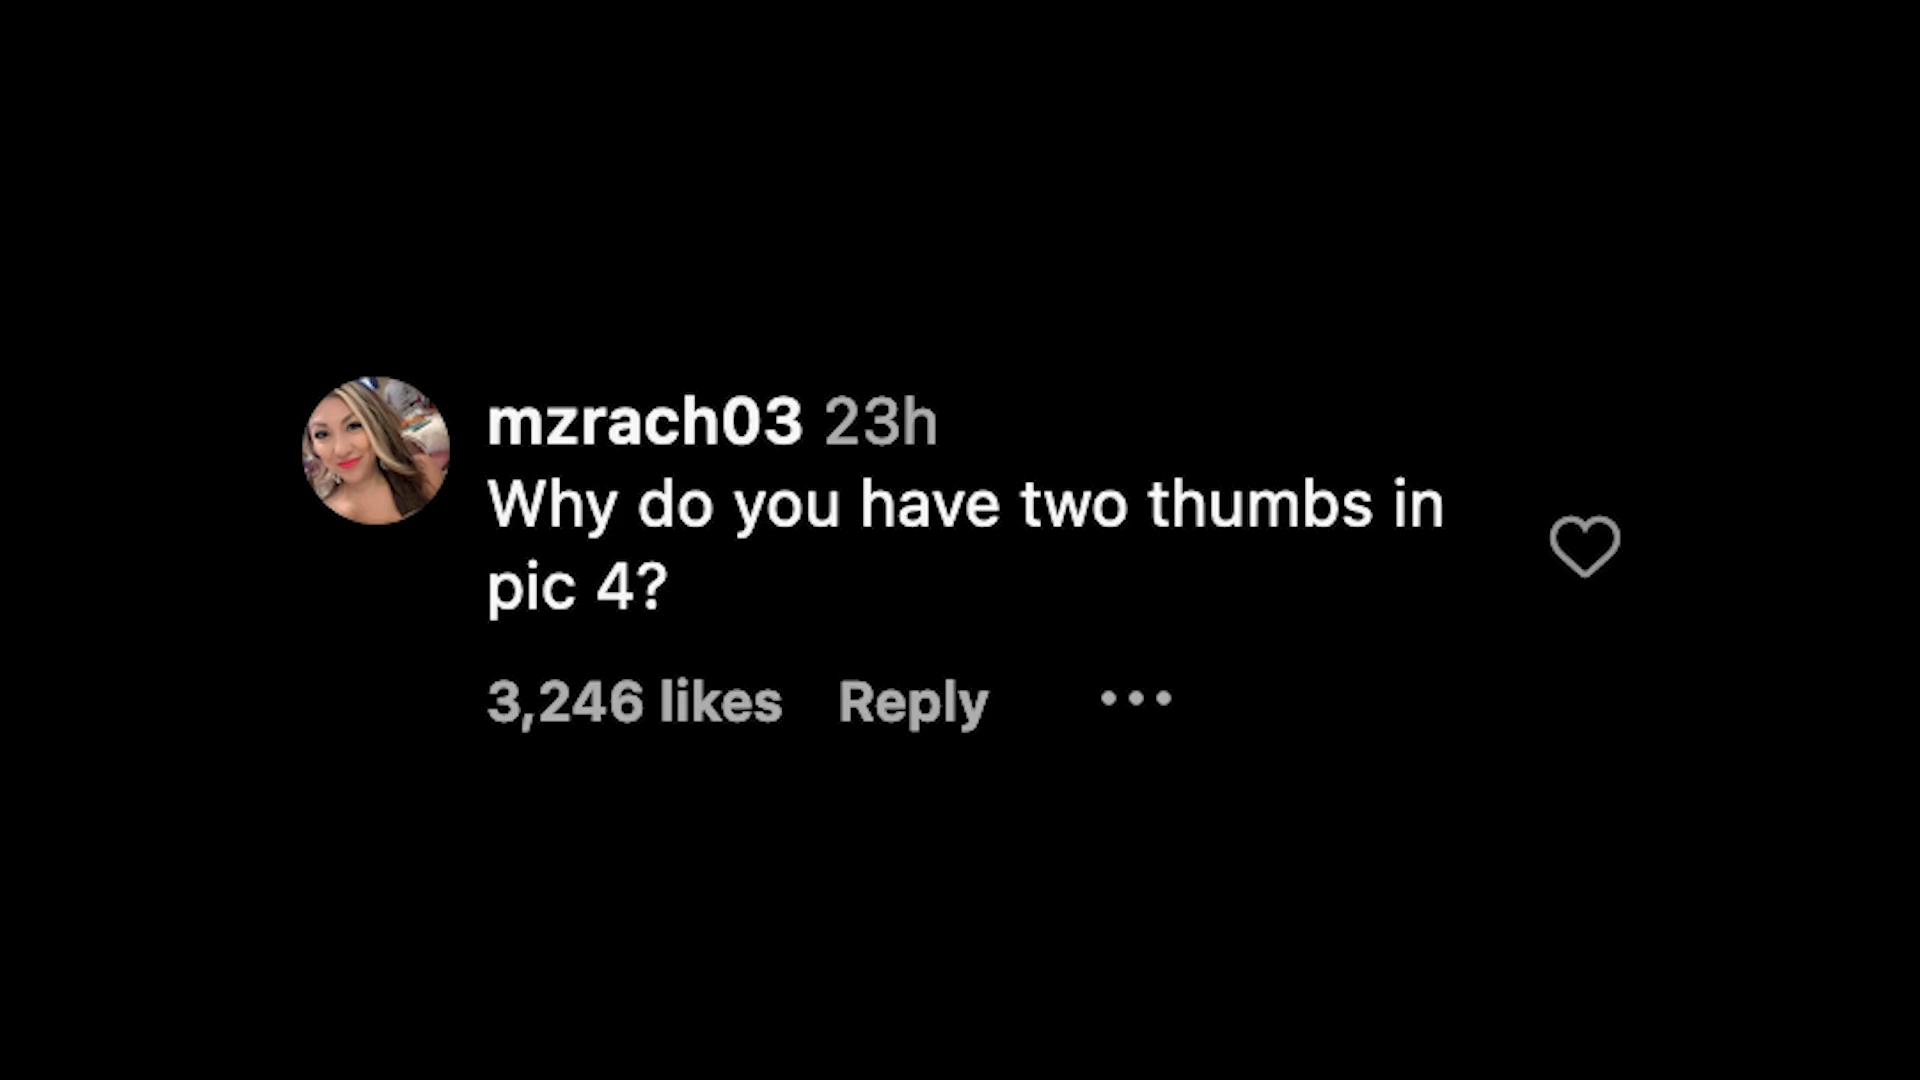 mzrach03 23h
Why do you have two thumbs in
pic 4?
3,246 likes Reply